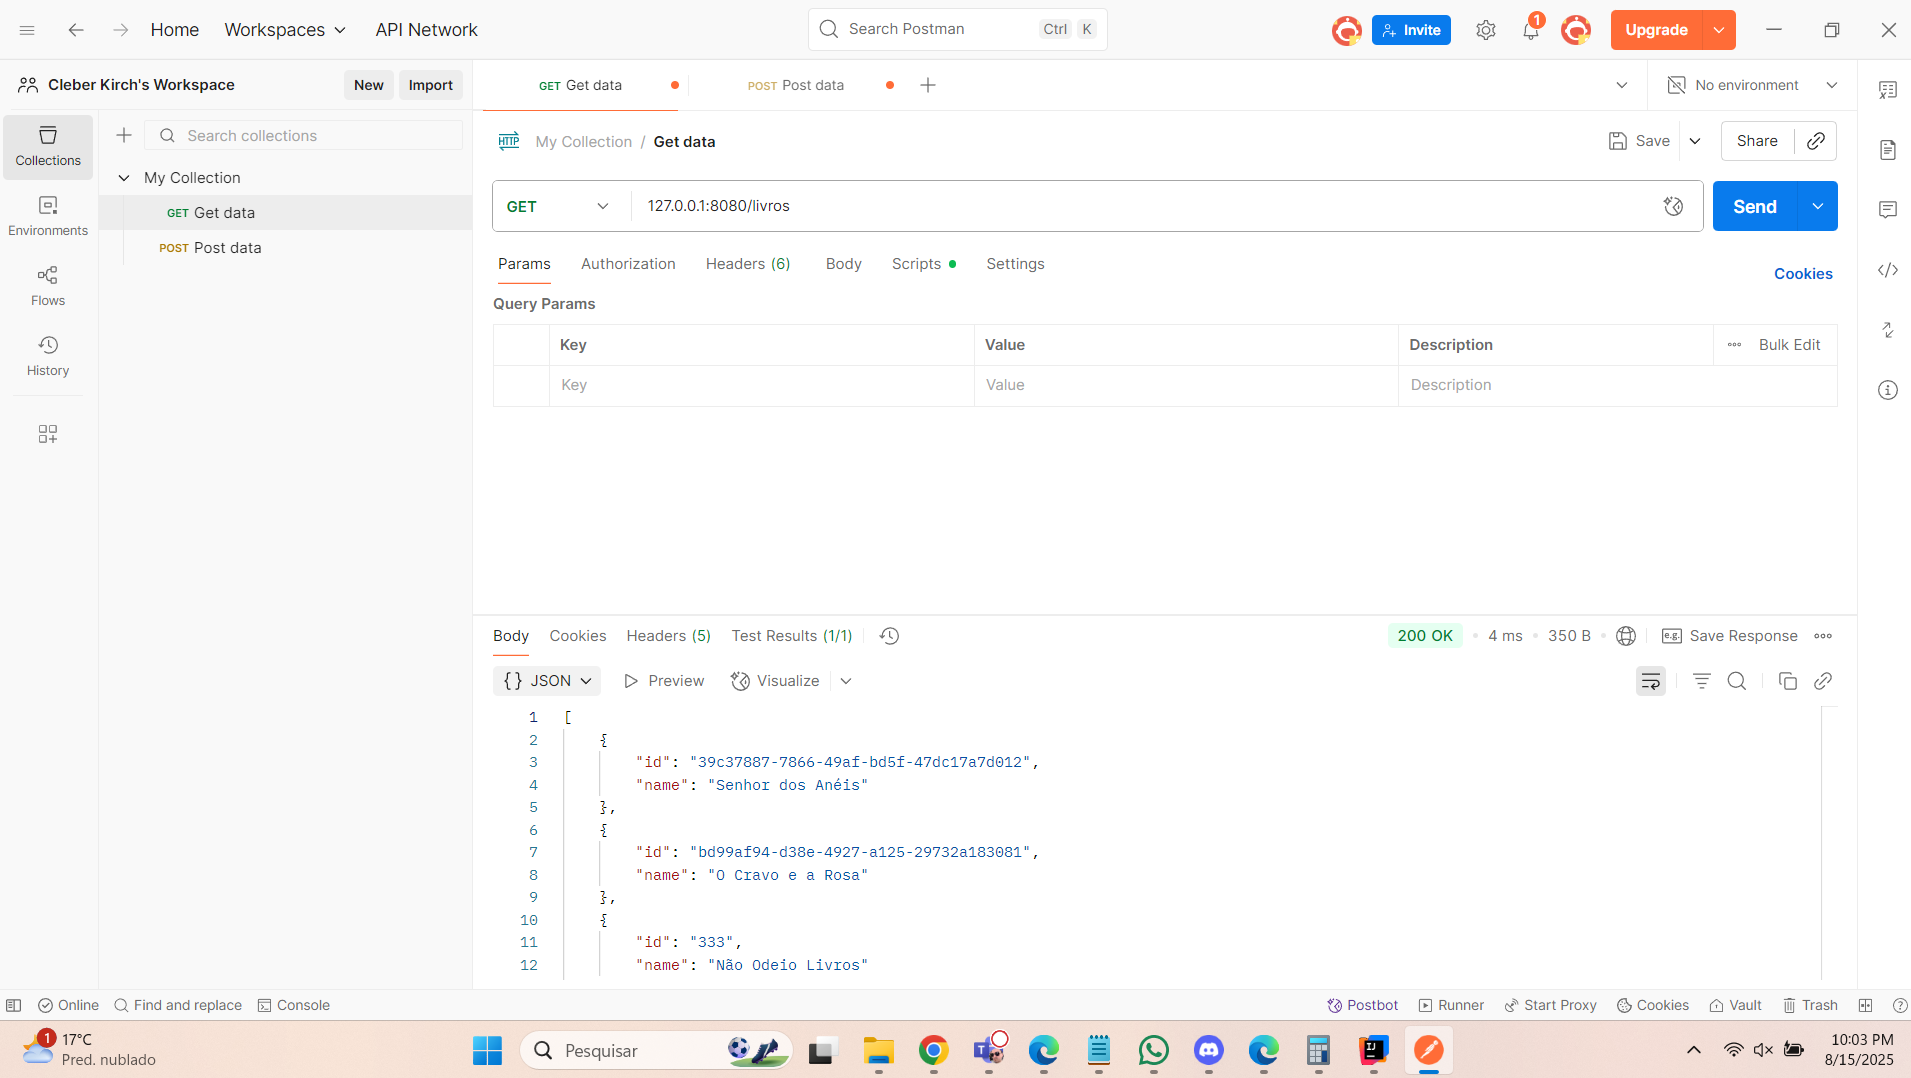 Home Workspaces API Network Search Postman Ctrl K Invite 1 Upgrade
Cleber Kirch's Workspace New Import GET Get data POST Post data No environment
Collections
Environments
Flows
History
Search collections
My Collection
GET Get data
POST Post data
HTTP My Collection / Get data Save Share
GET 127.0.0.1:8080/livros Send
Params Authorization Headers (6) Body Scripts Settings Cookies
Query Params
Key Value Description Bulk Edit
Key Value Description
Body Cookies Headers (5) Test Results (1/1) 200 OK 4 ms 350 B e.g. Save Response
{} JSON Preview Visualize
1 [
2 {
3 "id": "39c37887-7866-49af-bd5f-47dc17a7d012",
4 "name": "Senhor dos Anéis"
5 },
6 {
7 "id": "bd99af94-d38e-4927-a125-29732a183081",
8 "name": "O Cravo e a Rosa"
9 },
10 {
11 "id": "333",
12 "name": "Não Odeio Livros"
Online Find and replace Console Postbot Runner Start Proxy Cookies Vault Trash
1 17°C
Pred. nublado
Pesquisar
10:03 PM
8/15/2025